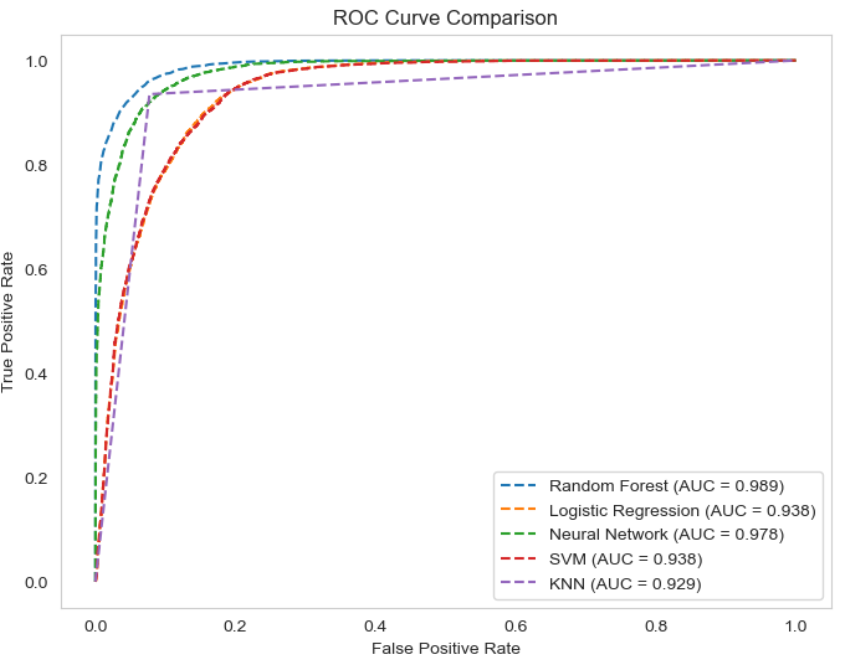 ROC Curve Comparison
True Positive Rate
1.0
0.8
0.6
0.4
0.2
0.0
Random Forest (AUC = 0.989)
Logistic Regression (AUC = 0.938)
Neural Network (AUC = 0.978)
SVM (AUC = 0.938)
KNN (AUC = 0.929)
0.0 0.2 0.4 0.6 0.8 1.0
False Positive Rate